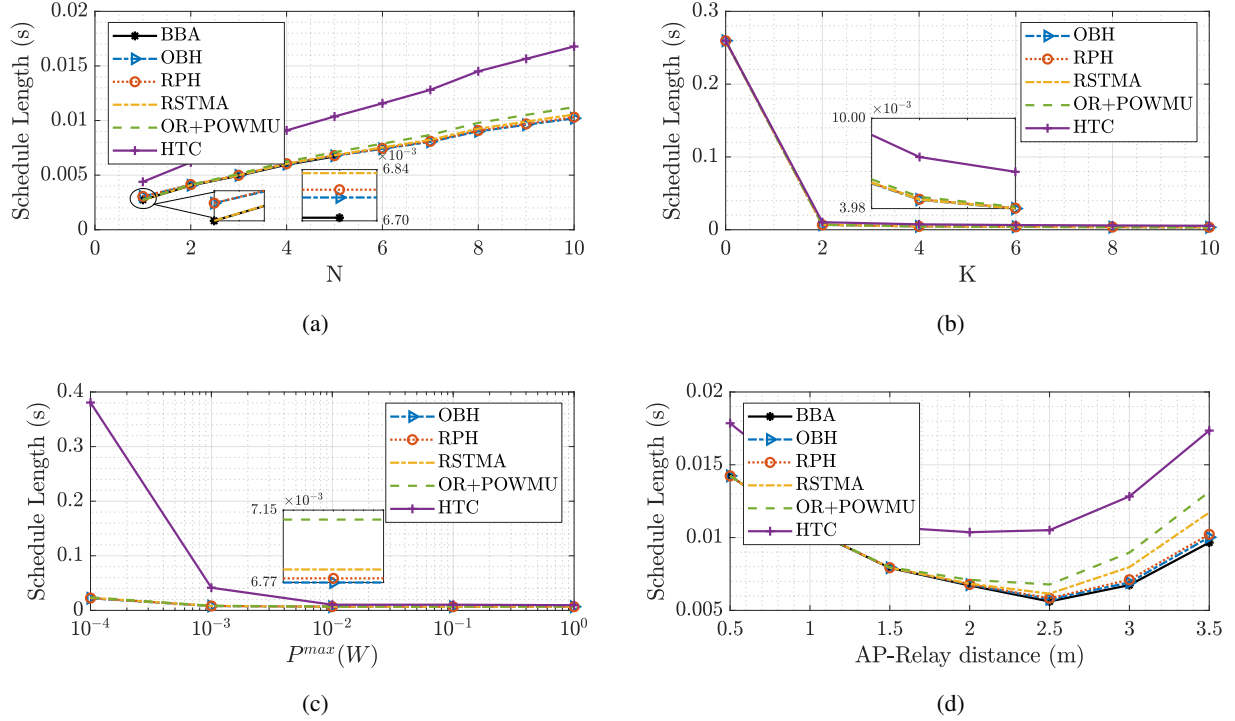 0.02
0.015
0.01
0.005
0
Schedule Length (s)
BBA
OBH
RPH
RSTMA
OR+POWMU
HTC
×10⁻³
6.84
6.70
0 2 4 6 8 10
N
(a)
0.3
0.2
0.1
0
Schedule Length (s)
OBH
RPH
RSTMA
OR+POWMU
HTC
×10⁻³
10.00
3.98
0 2 4 6 8 10
K
(b)
0.4
0.3
0.2
0.1
0
Schedule Length (s)
OBH
RPH
RSTMA
OR+POWMU
HTC
7.15 ×10⁻³
6.77
10⁻⁴ 10⁻³ 10⁻² 10⁻¹ 10⁰
P^max(W)
(c)
0.02
0.015
0.01
0.005
Schedule Length (s)
BBA
OBH
RPH
RSTMA
OR+POWMU
HTC
0.5 1 1.5 2 2.5 3 3.5
AP-Relay distance (m)
(d)